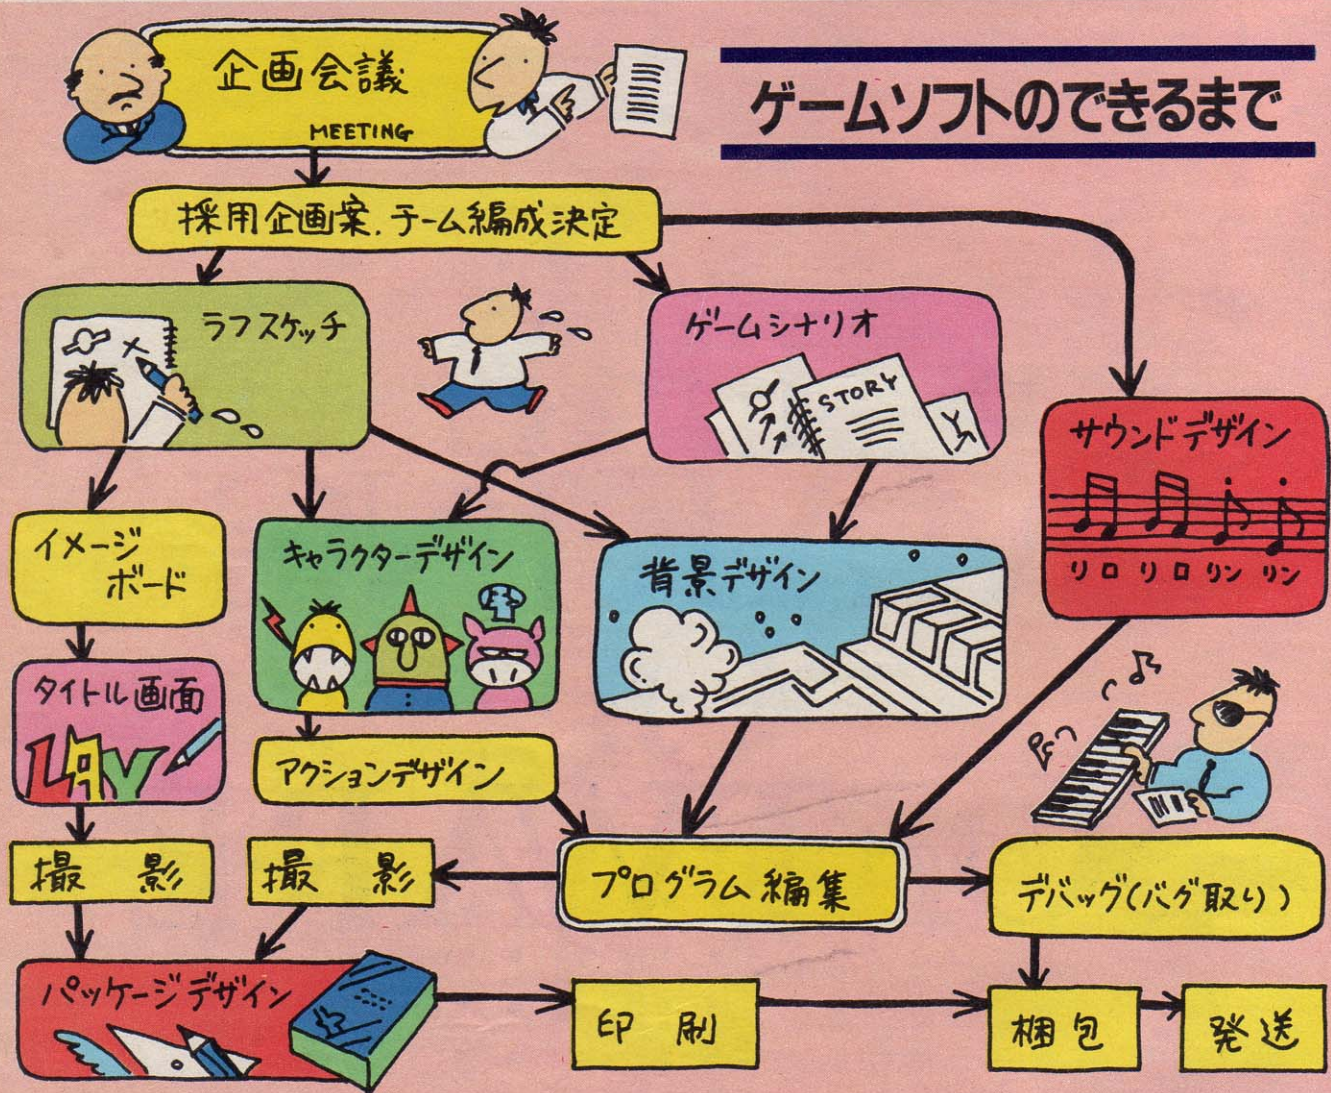 ゲームソフトのできるまで
企画会議
MEETING
採用企画案、チーム編成決定
ラフスケッチ
ゲームシナリオ
STORY
サウンドデザイン
リロリロリンリン
イメージ
ボード
キャラクターデザイン
背景デザイン
タイトル画面
LAY
アクションデザイン
撮影
撮影
プログラム編集
デバッグ(バグ取り)
パッケージデザイン
印刷
梱包
発送